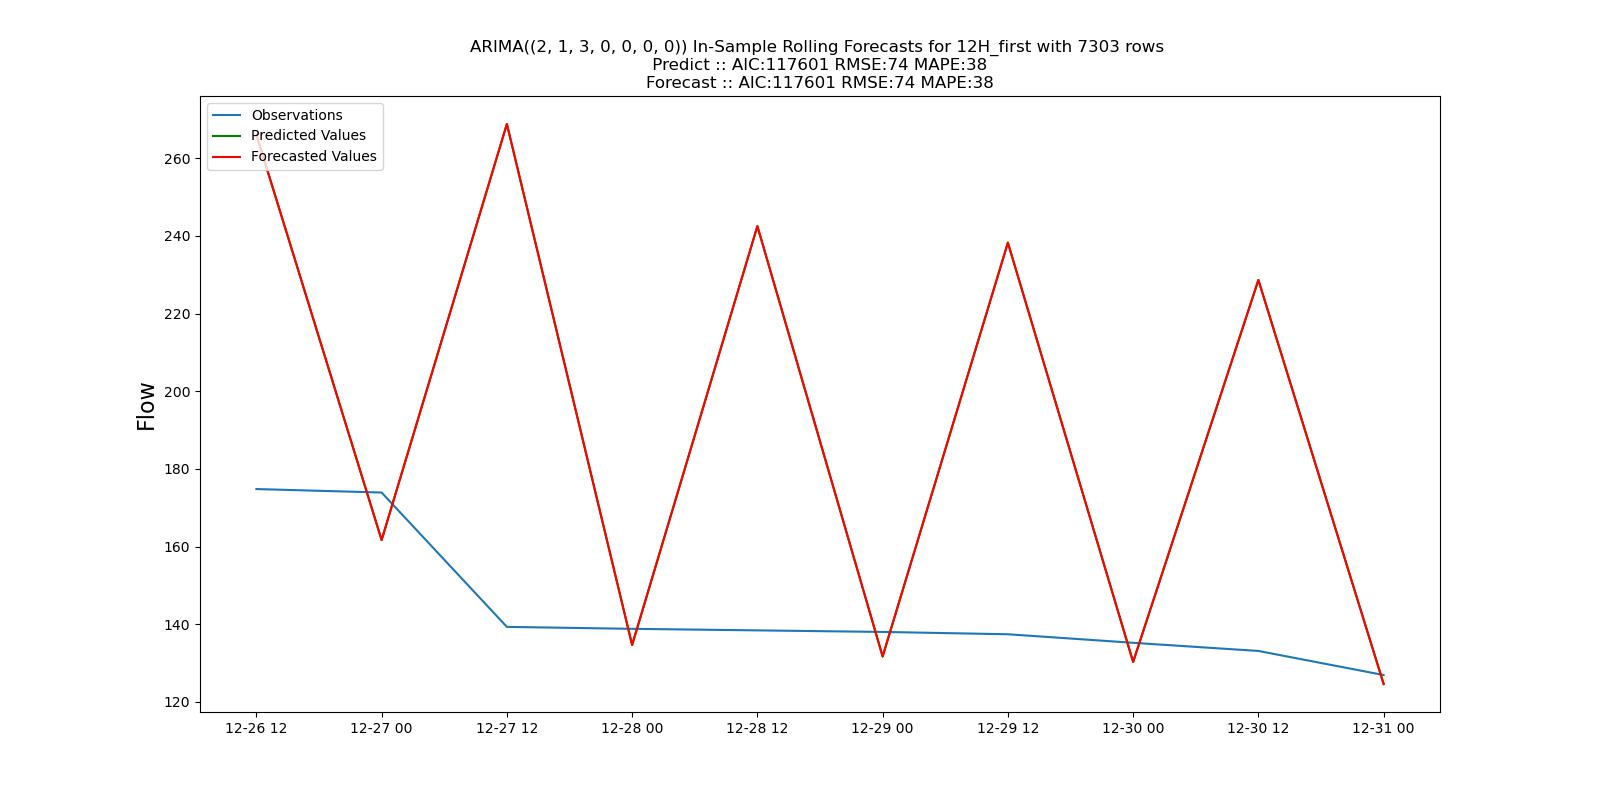 ARIMA((2, 1, 3, 0, 0, 0, 0)) In-Sample Rolling Forecasts for 12H_first with 7303 rows
Predict :: AIC:117601 RMSE:74 MAPE:38
Forecast :: AIC:117601 RMSE:74 MAPE:38
Observations
Predicted Values
Forecasted Values
260
240
220
200
180
160
140
120
Flow
12-26 12
12-27 00
12-27 12
12-28 00
12-28 12
12-29 00
12-29 12
12-30 00
12-30 12
12-31 00